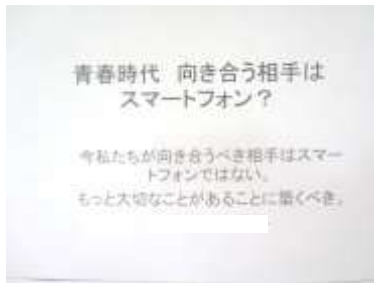 青春時代 向き合う相手は
スマートフォン？
今私たちが向き合うべき相手はスマー
トフォンではない。
もっと大切なことがあることに築くべき。